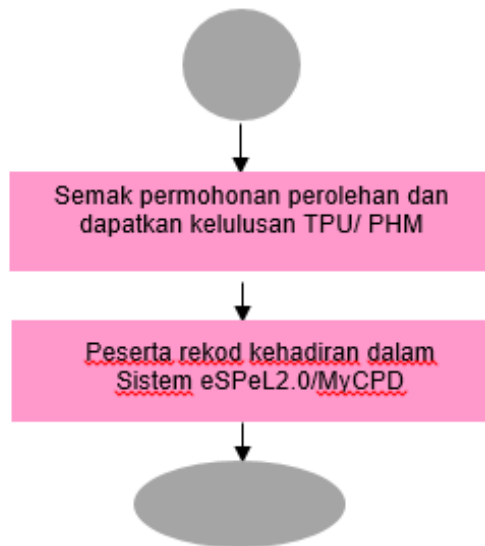 Semak permohonan perolehan dan
dapatkan kelulusan TPU/ PHM
Peserta rekod kehadiran dalam
Sistem eSPeL2.0/MyCPD